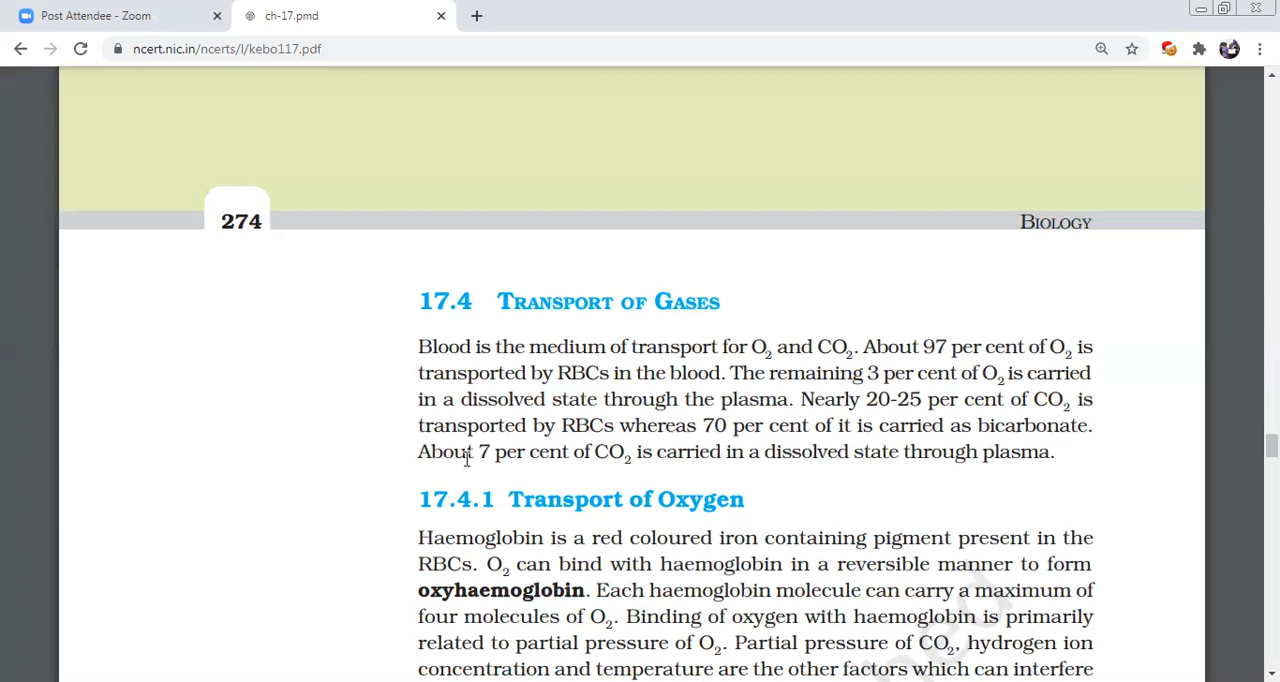 Post Attendee - Zoom
ch-17.pmd
ncert.nic.in/ncerts/l/kebo117.pdf
274
BIOLOGY
17.4 TRANSPORT OF GASES
Blood is the medium of transport for O₂ and CO₂. About 97 per cent of O₂ is
transported by RBCs in the blood. The remaining 3 per cent of O₂ is carried
in a dissolved state through the plasma. Nearly 20-25 per cent of CO₂ is
transported by RBCs whereas 70 per cent of it is carried as bicarbonate.
About 7 per cent of CO₂ is carried in a dissolved state through plasma.
17.4.1 Transport of Oxygen
Haemoglobin is a red coloured iron containing pigment present in the
RBCs. O₂ can bind with haemoglobin in a reversible manner to form
oxyhaemoglobin. Each haemoglobin molecule can carry a maximum of
four molecules of O₂. Binding of oxygen with haemoglobin is primarily
related to partial pressure of O₂. Partial pressure of CO₂, hydrogen ion
concentration and temperature are the other factors which can interfere